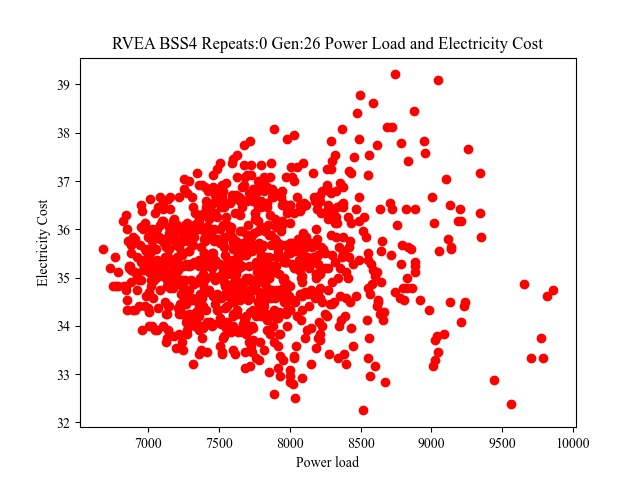 RVEA BSS4 Repeats:0 Gen:26 Power Load and Electricity Cost
39
38
37
36
35
34
33
32
Electricity Cost
7000 7500 8000 8500 9000 9500 10000
Power load